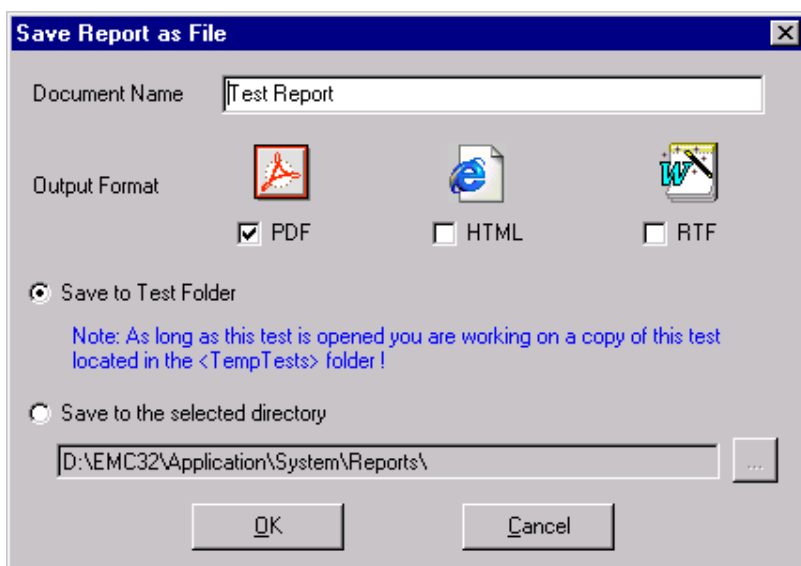 Save Report as File
Document Name
Test Report
Output Format
PDF
HTML
RTF
Save to Test Folder
Note: As long as this test is opened you are working on a copy of this test
located in the <TempTests> folder !
Save to the selected directory
D:\EMC32\Application\System\Reports\
...
OK
Cancel